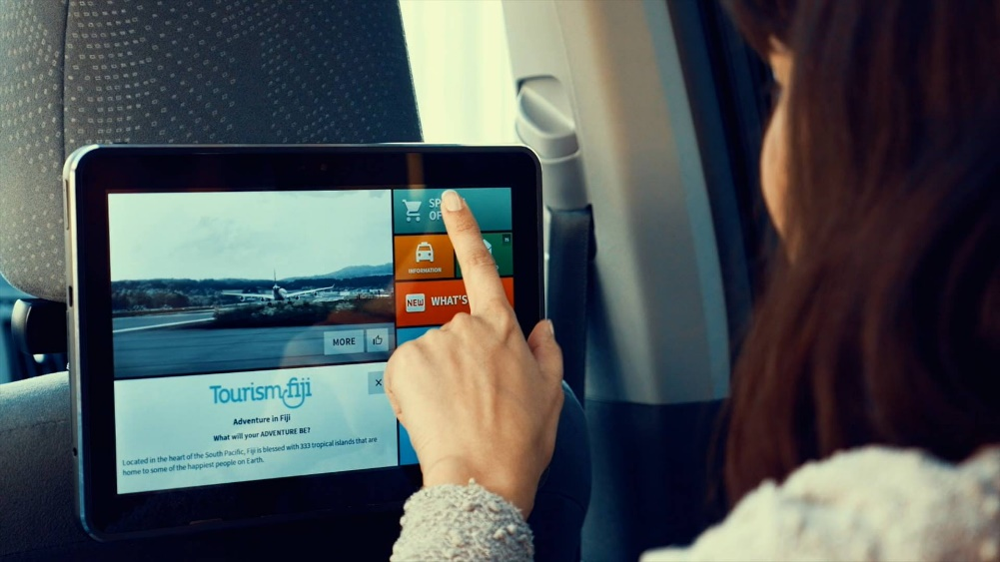 INFORMATION
NEW WHAT'S
MORE
Tourism fiji
Adventure in Fiji
What will your ADVENTURE BE?
Located in the heart of the South Pacific, Fiji is blessed with 333 tropical islands that are
home to some of the happiest people on Earth.